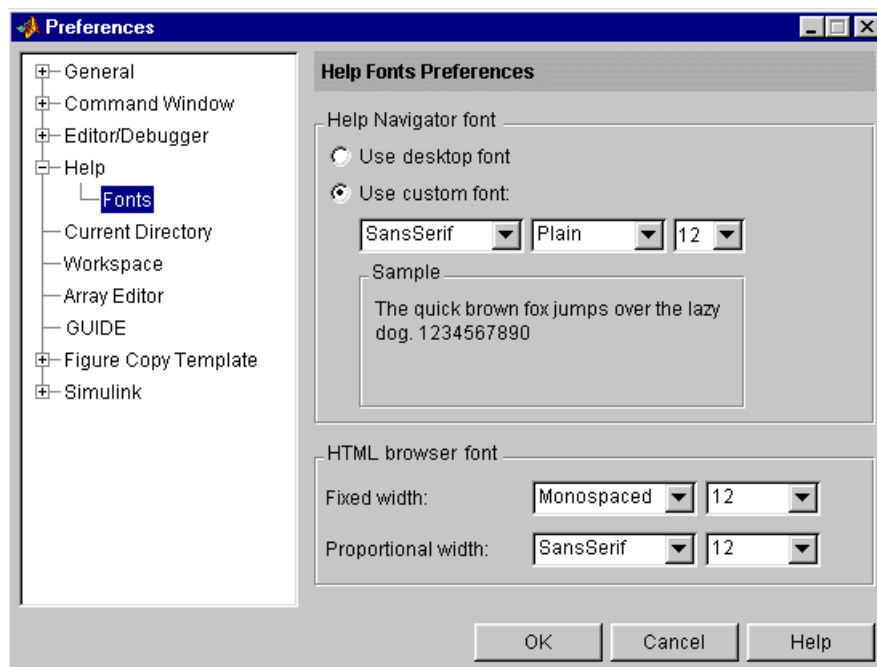 Preferences
General
Command Window
Editor/Debugger
Help
Fonts
Current Directory
Workspace
Array Editor
GUIDE
Figure Copy Template
Simulink
Help Fonts Preferences
Help Navigator font
Use desktop font
Use custom font:
SansSerif Plain 12
Sample
The quick brown fox jumps over the lazy
dog. 1234567890
HTML browser font
Fixed width: Monospaced 12
Proportional width: SansSerif 12
OK Cancel Help